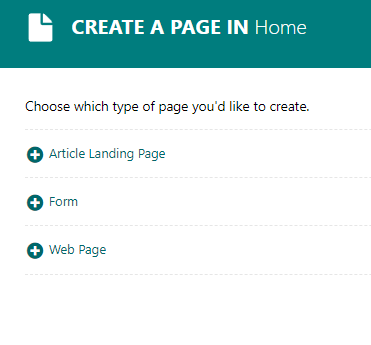 CREATE A PAGE IN Home
Choose which type of page you'd like to create.
Article Landing Page
Form
Web Page